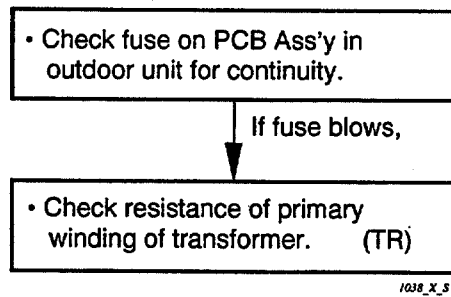 • Check fuse on PCB Ass'y in
outdoor unit for continuity.
If fuse blows,
• Check resistance of primary
winding of transformer. (TR)
1038_X_S